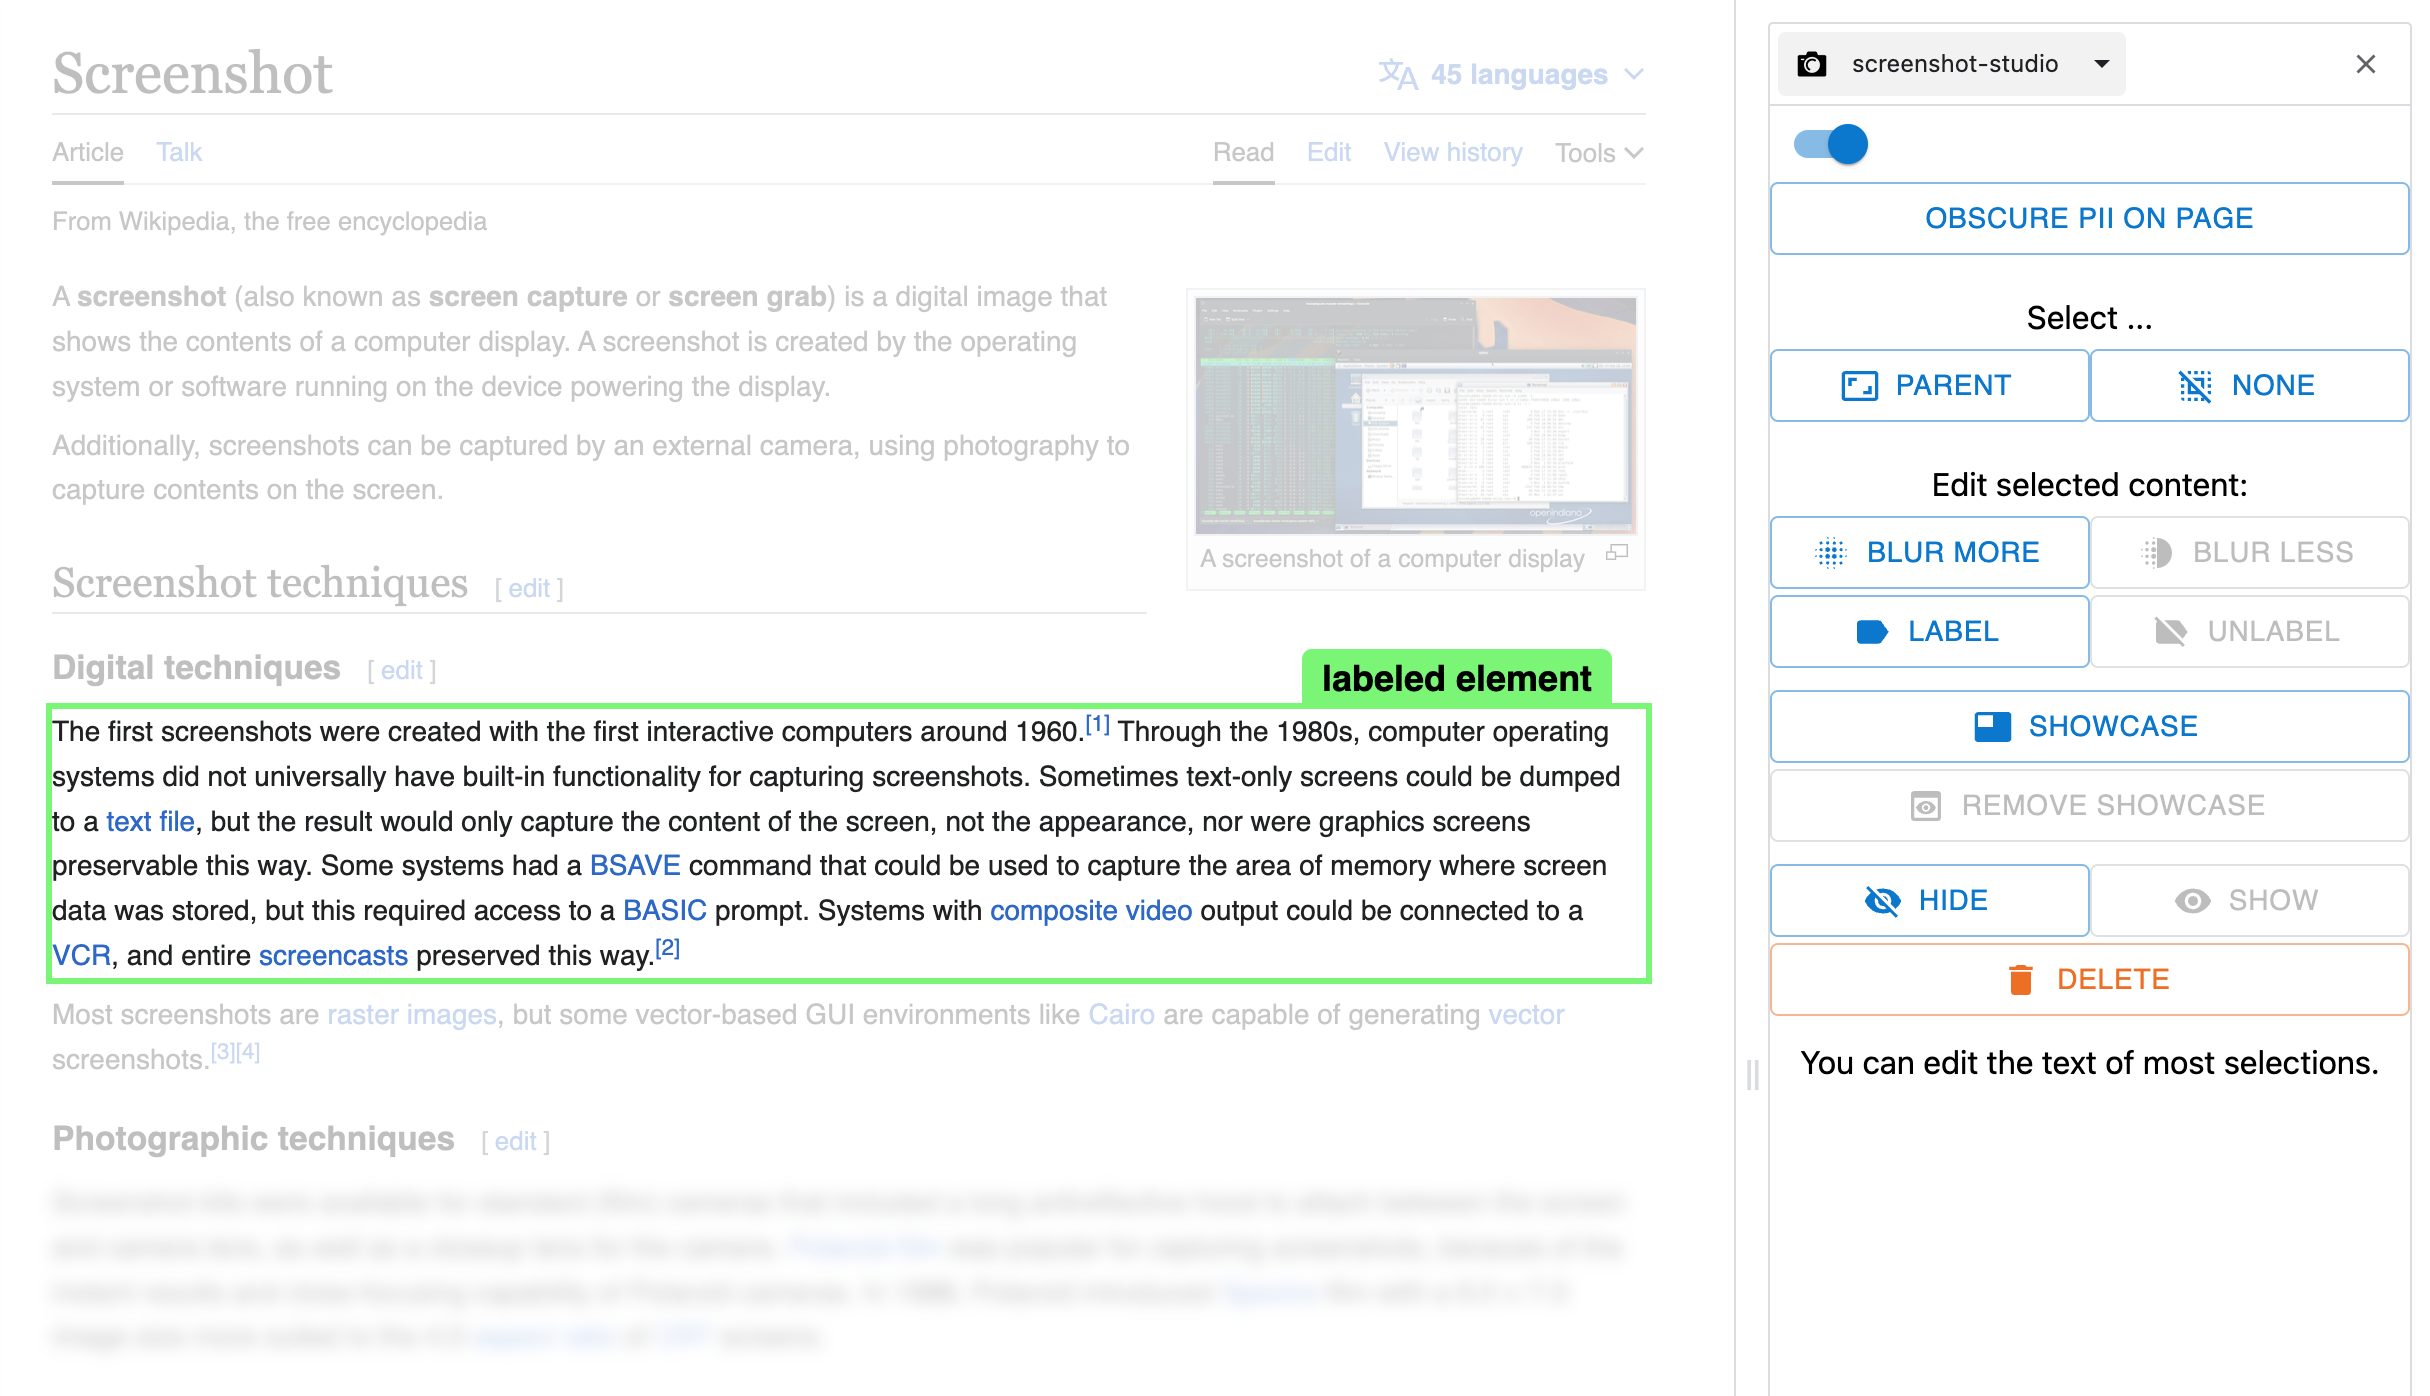 Screenshot
45 languages
Article Talk
Read Edit View history Tools
From Wikipedia, the free encyclopedia
A screenshot (also known as screen capture or screen grab) is a digital image that
shows the contents of a computer display. A screenshot is created by the operating
system or software running on the device powering the display.
Additionally, screenshots can be captured by an external camera, using photography to
capture contents on the screen.
openindiana
A screenshot of a computer display
Screenshot techniques [ edit ]
Digital techniques [ edit ]
labeled element
The first screenshots were created with the first interactive computers around 1960.[1] Through the 1980s, computer operating
systems did not universally have built-in functionality for capturing screenshots. Sometimes text-only screens could be dumped
to a text file, but the result would only capture the content of the screen, not the appearance, nor were graphics screens
preservable this way. Some systems had a BSAVE command that could be used to capture the area of memory where screen
data was stored, but this required access to a BASIC prompt. Systems with composite video output could be connected to a
VCR, and entire screencasts preserved this way.[2]
Most screenshots are raster images, but some vector-based GUI environments like Cairo are capable of generating vector
screenshots.[3][4]
Photographic techniques [ edit ]
screenshot-studio
OBSCURE PII ON PAGE
Select ...
PARENT NONE
Edit selected content:
BLUR MORE BLUR LESS
LABEL UNLABEL
SHOWCASE
REMOVE SHOWCASE
HIDE SHOW
DELETE
You can edit the text of most selections.